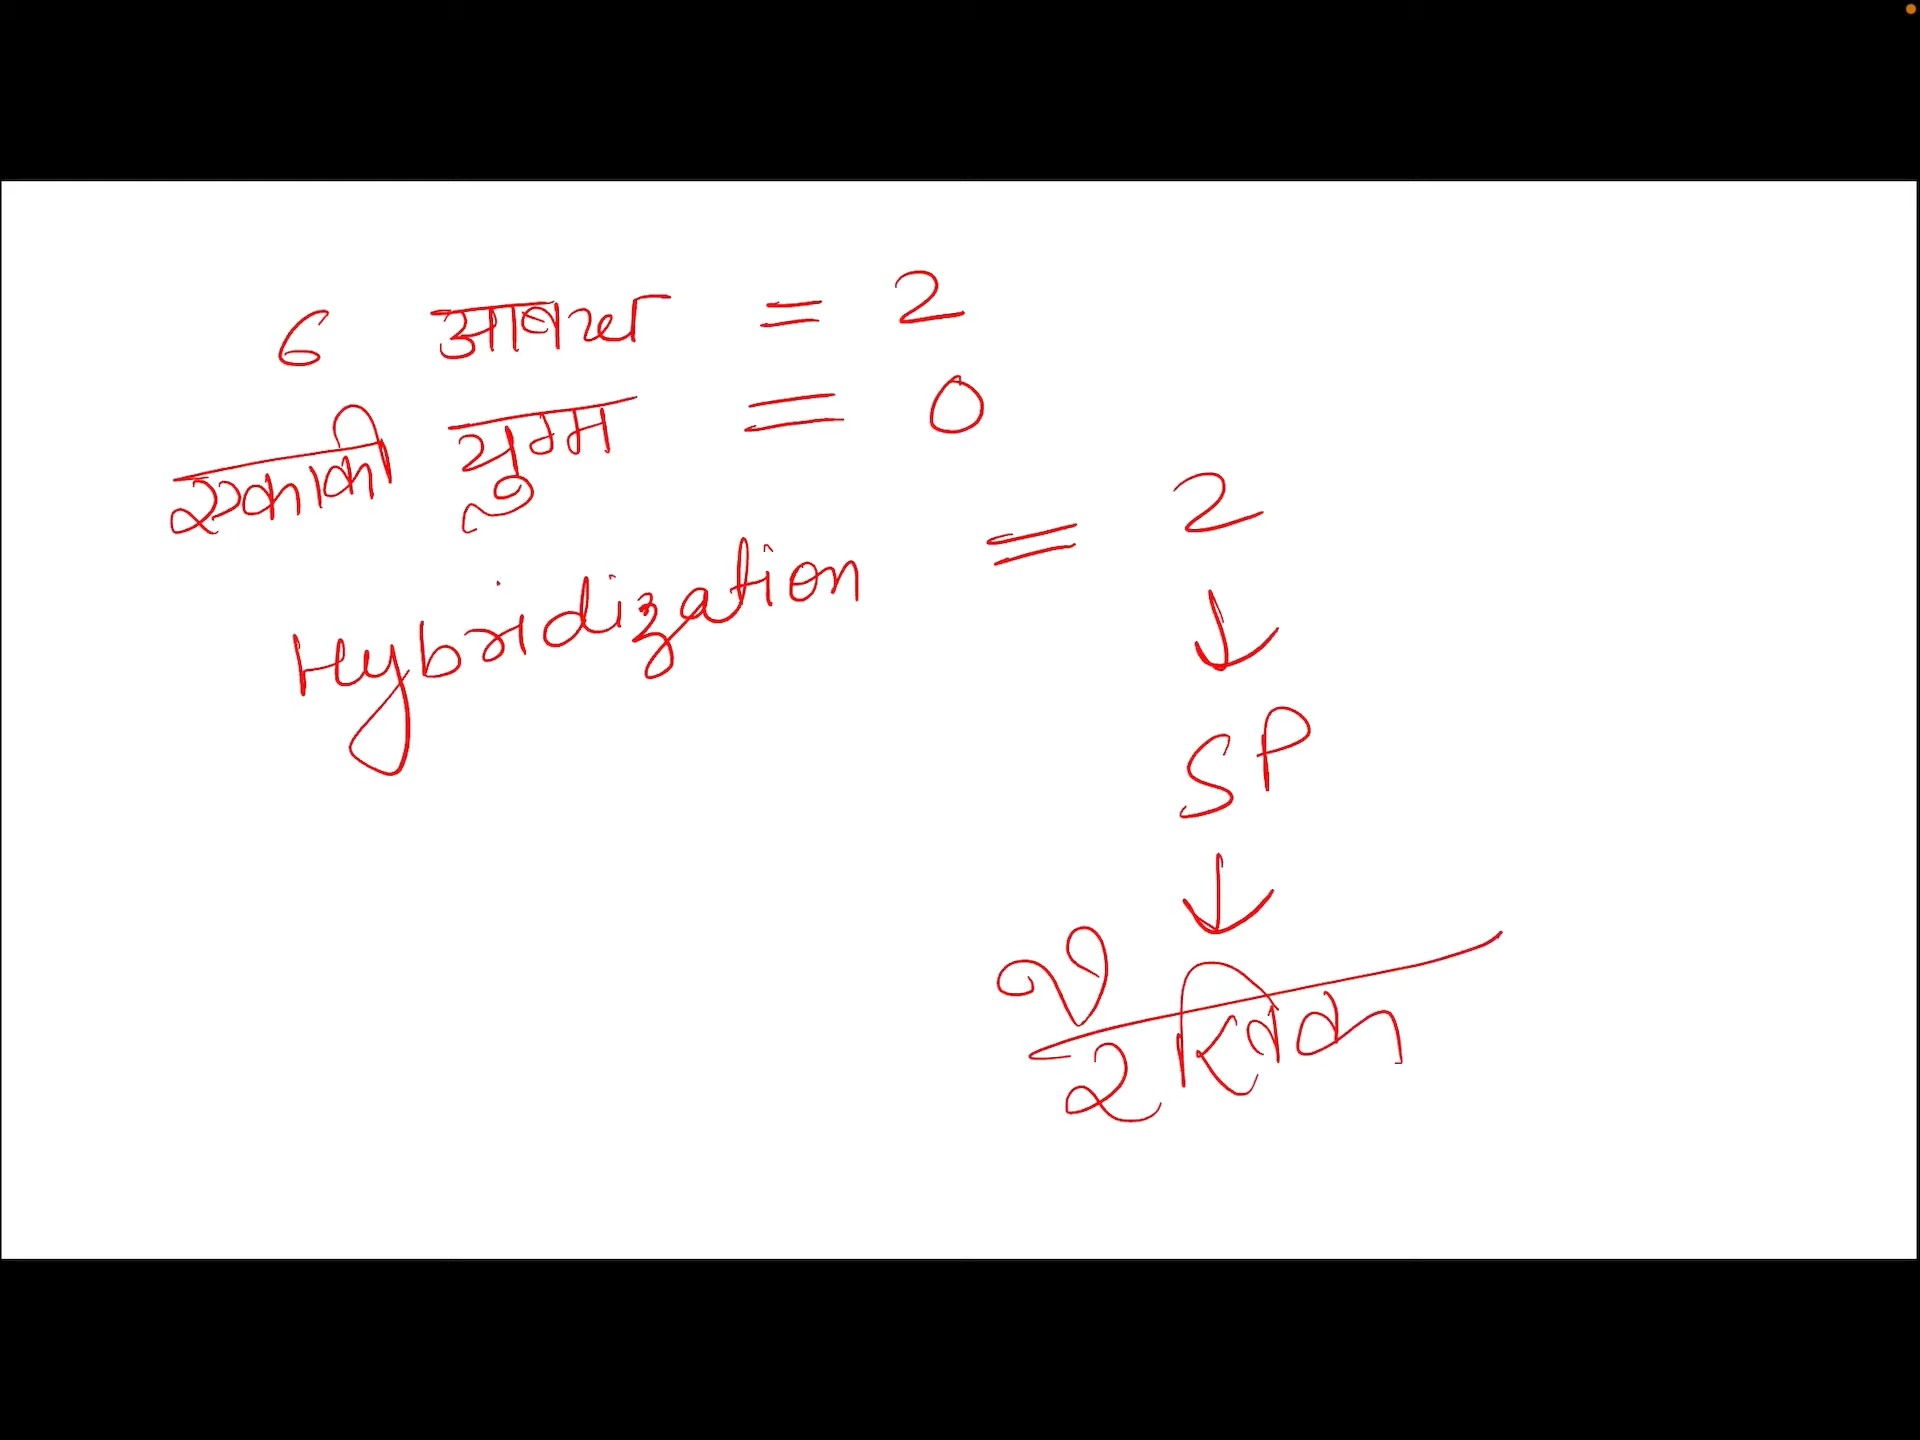 6 आबन्ध = 2
एकाकी युग्म = 0
Hybridization = 2
↓
SP
↓
रैखिक